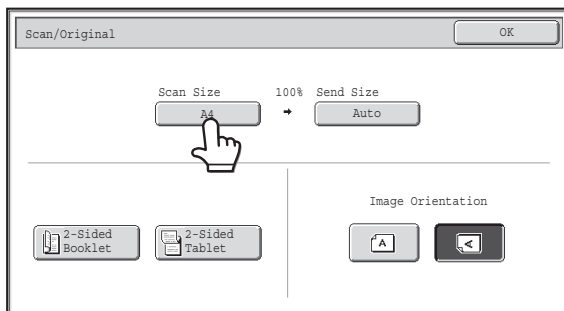 Scan/Original
OK
Scan Size
100%
Send Size
A4
Auto
2-Sided
Booklet
2-Sided
Tablet
Image Orientation
A
A